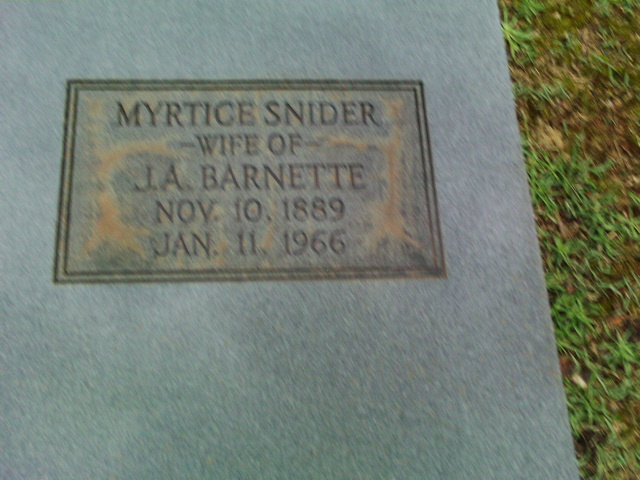 MYRTICE SNIDER
-WIFE OF-
J.A. BARNETTE
NOV. 10. 1889
JAN. 11. 1966